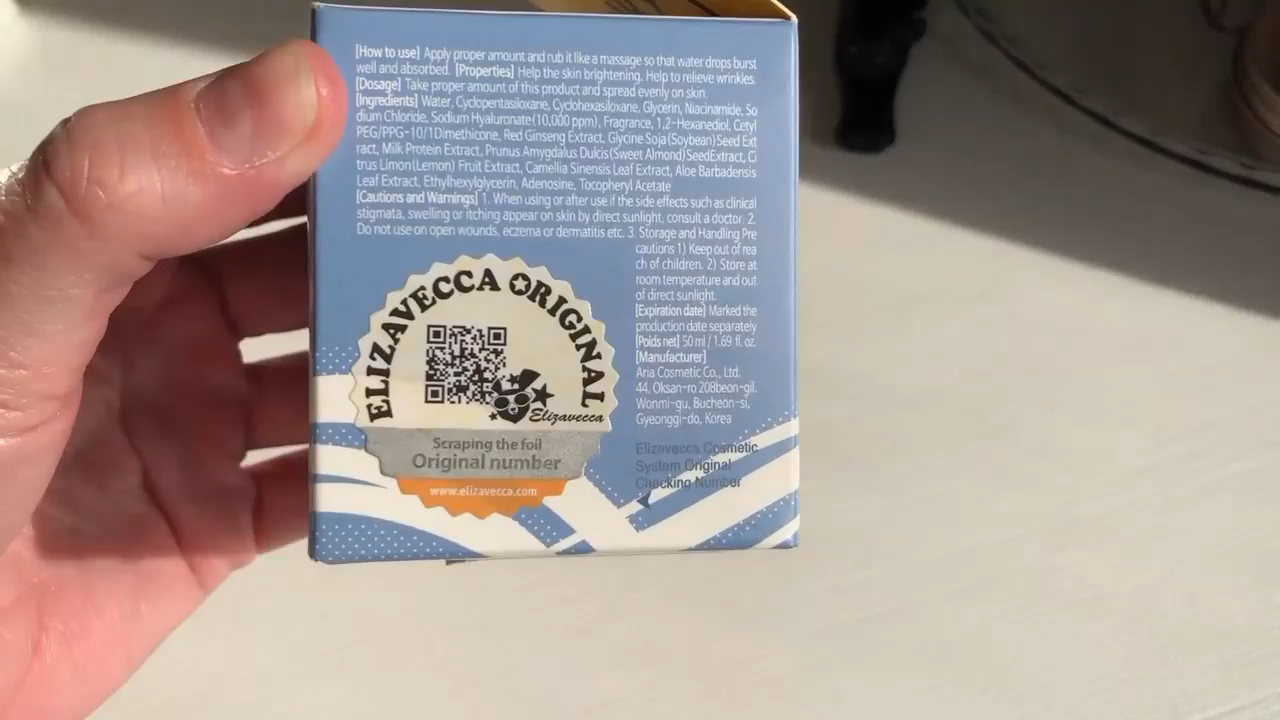 [How to use] Apply proper amount and rub it like a massage so that water drops burst
well and absorbed. [Properties] Help the skin brightening. Help to relieve wrinkles.
[Dosage] Take proper amount of this product and spread evenly on skin.
[Ingredients] Water, Cyclopentasiloxane, Cyclohexasiloxane, Glycerin, Niacinamide, So
dium Chloride, Sodium Hyaluronate(10,000 ppm), Fragrance, 1,2-Hexanediol, Cetyl
PEG/PPG-10/1Dimethicone, Red Ginseng Extract, Glycine Soja(Soybean)Seed Ext
ract, Milk Protein Extract, Prunus Amygdalus Dulcis(Sweet Almond)SeedExtract, Ci
trus Limon(Lemon) Fruit Extract, Camellia Sinensis Leaf Extract, Aloe Barbadensis
Leaf Extract, Ethylhexylglycerin, Adenosine, Tocopheryl Acetate
[Cautions and Warnings] 1. When using or after use if the side effects such as clinical
stigmata, swelling or itching appear on skin by direct sunlight, consult a doctor. 2.
Do not use on open wounds, eczema or dermatitis etc. 3. Storage and Handling Pre
cautions 1) Keep out of rea
ch of children. 2) Store at
room temperature and out
of direct sunlight.
[Expiration date] Marked the
production date separately
[Poids net] 50 ml / 1.69 fl. oz.
[Manufacturer]
Aria Cosmetic Co., Ltd.
44, Oksan-ro 208beon-gil,
Wonmi-gu, Bucheon-si,
Gyeonggi-do, Korea
Elizavecca Cosmetic
System Original
Checking Number
ELIZAVECCA ORIGINAL
Elizavecca
Scraping the foil
Original number
www.elizavecca.com